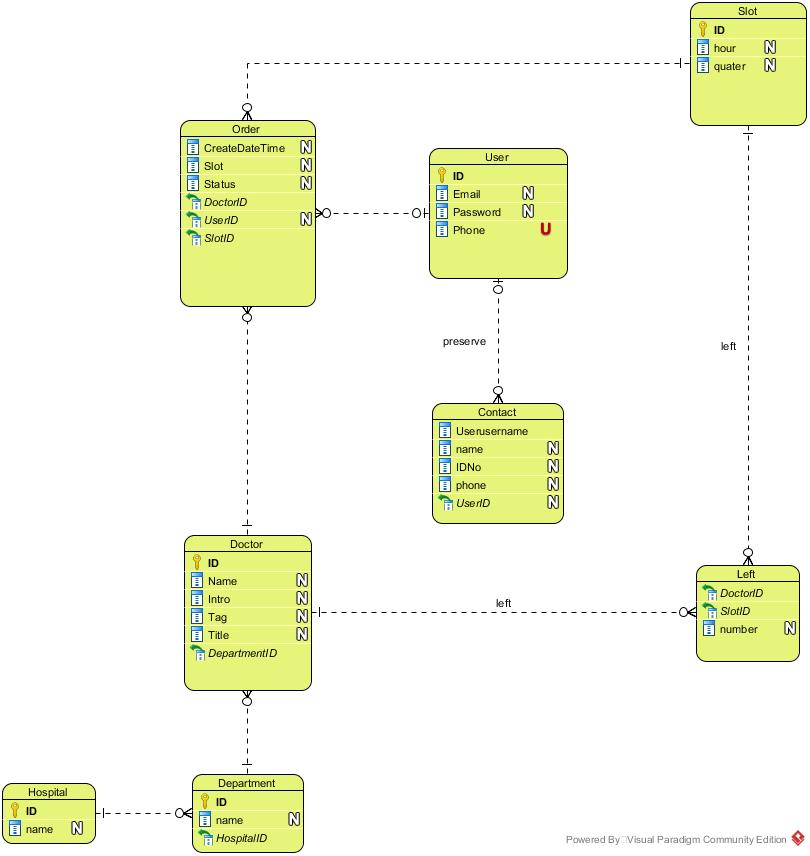 Slot
ID
hour N
quater N
Order
CreateDateTime N
Slot N
Status N
DoctorID
UserID N
SlotID
User
ID
Email N
Password N
Phone U
preserve
left
Contact
Userusername
name N
IDNo N
phone N
UserID N
Doctor
ID
Name N
Intro N
Tag N
Title N
DepartmentID
left
Left
DoctorID
SlotID
number N
Hospital
ID
name N
Department
ID
name N
HospitalID
Powered By Visual Paradigm Community Edition